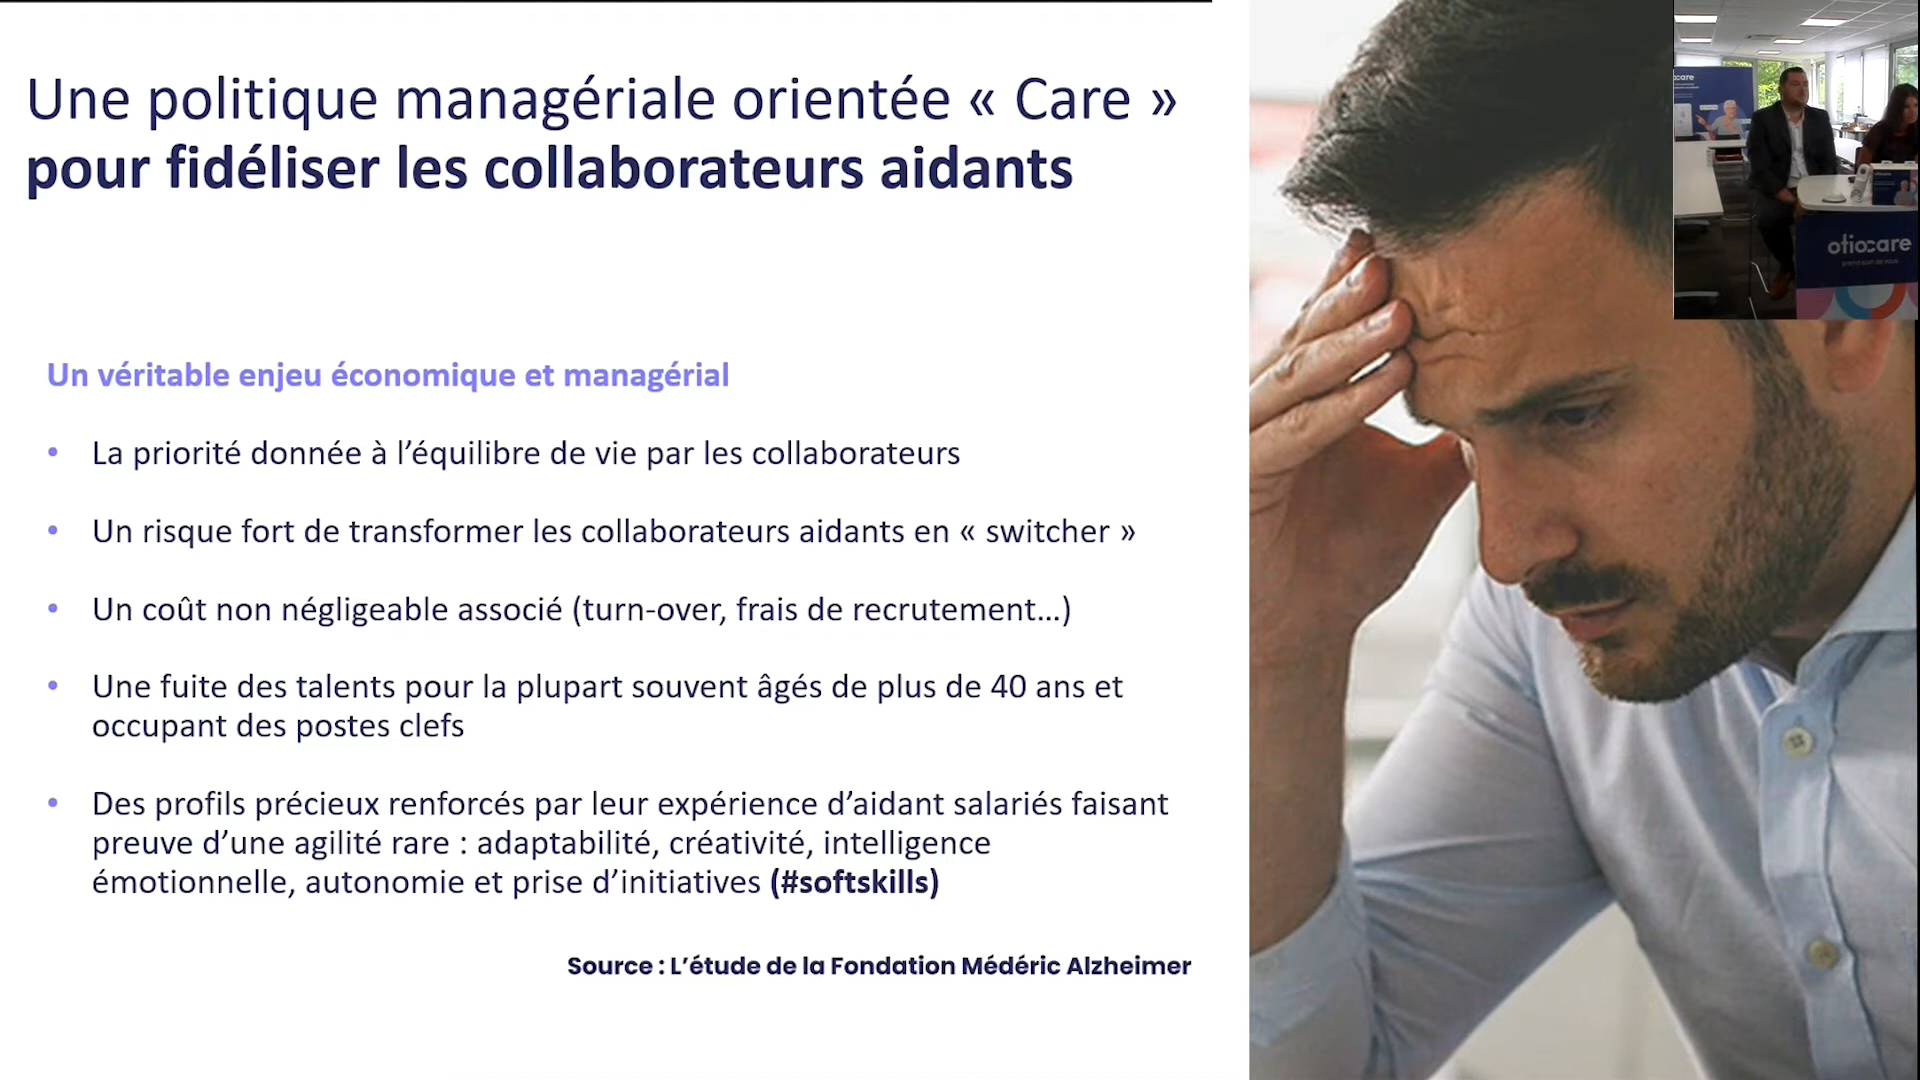 Une politique managériale orientée « Care »
pour fidéliser les collaborateurs aidants
Un véritable enjeu économique et managérial
• La priorité donnée à l’équilibre de vie par les collaborateurs
• Un risque fort de transformer les collaborateurs aidants en « switcher »
• Un coût non négligeable associé (turn-over, frais de recrutement…)
• Une fuite des talents pour la plupart souvent âgés de plus de 40 ans et
occupant des postes clefs
• Des profils précieux renforcés par leur expérience d’aidant salariés faisant
preuve d’une agilité rare : adaptabilité, créativité, intelligence
émotionnelle, autonomie et prise d’initiatives (#softskills)
Source : L’étude de la Fondation Médéric Alzheimer
otiocare
prend soin de vous